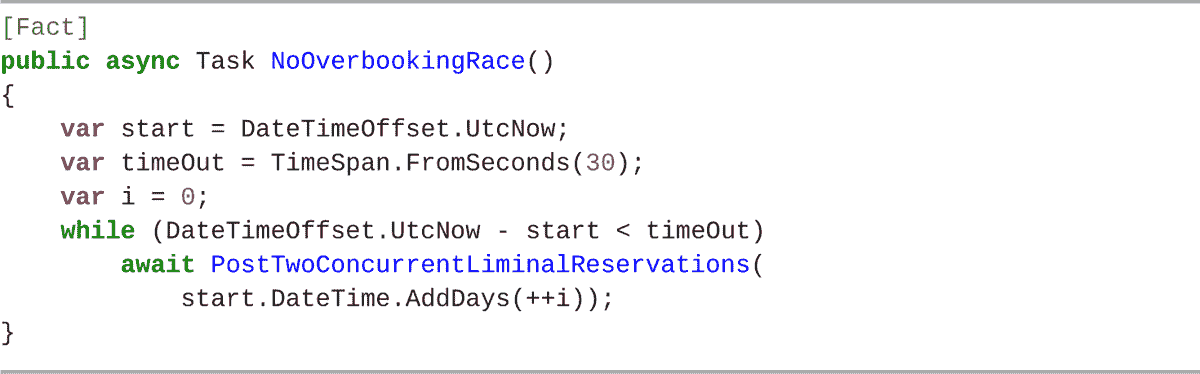 [Fact]
public async Task NoOverbookingRace()
{
    var start = DateTimeOffset.UtcNow;
    var timeOut = TimeSpan.FromSeconds(30);
    var i = 0;
    while (DateTimeOffset.UtcNow - start < timeOut)
        await PostTwoConcurrentLiminalReservations(
            start.DateTime.AddDays(++i));
}